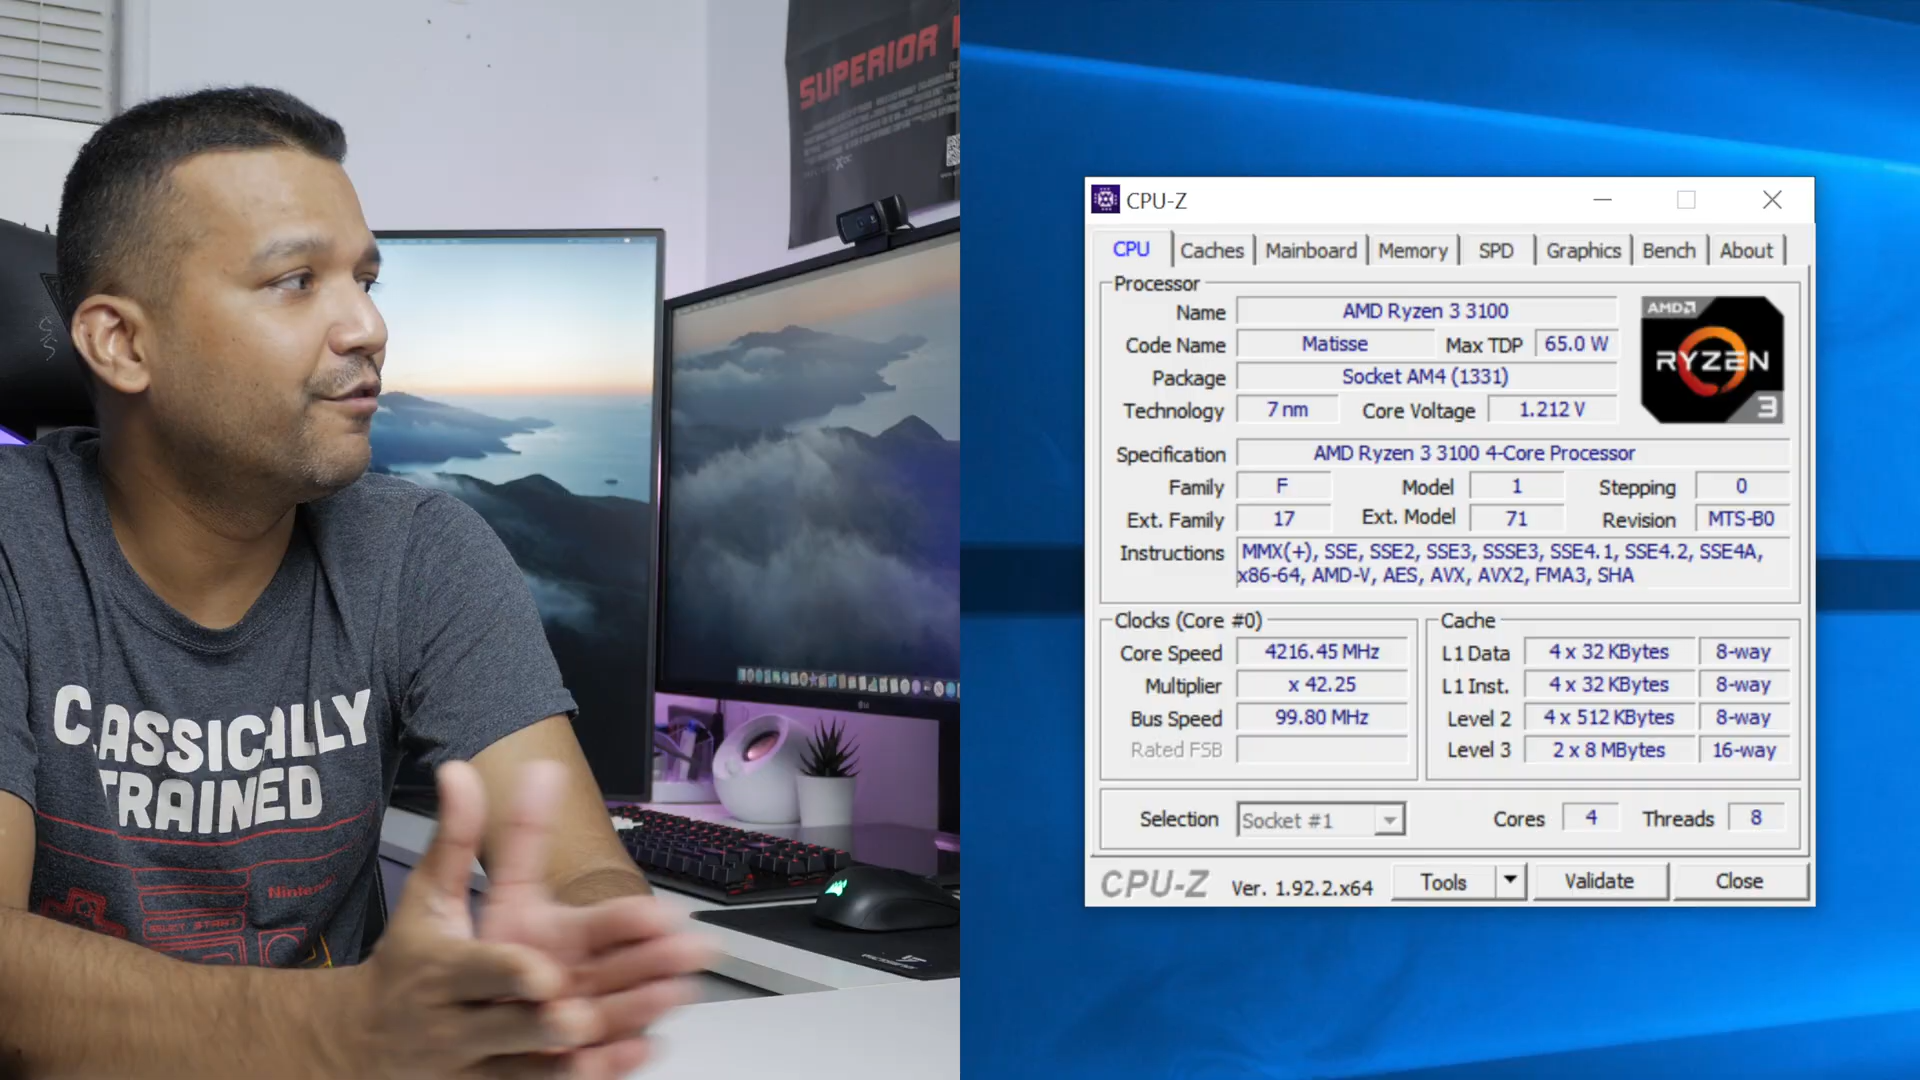 SUPERIOR
CLASSICALLY
TRAINED
Nintendo
SELECT START
LG
CPU-Z
CPU Caches Mainboard Memory SPD Graphics Bench About
Processor
Name AMD Ryzen 3 3100
Code Name Matisse Max TDP 65.0 W
Package Socket AM4 (1331)
Technology 7 nm Core Voltage 1.212 V
AMD
RYZEN
3
Specification AMD Ryzen 3 3100 4-Core Processor
Family F Model 1 Stepping 0
Ext. Family 17 Ext. Model 71 Revision MTS-B0
Instructions MMX(+), SSE, SSE2, SSE3, SSSE3, SSE4.1, SSE4.2, SSE4A,
x86-64, AMD-V, AES, AVX, AVX2, FMA3, SHA
Clocks (Core #0)
Core Speed 4216.45 MHz
Multiplier x 42.25
Bus Speed 99.80 MHz
Rated FSB
Cache
L1 Data 4 x 32 KBytes 8-way
L1 Inst. 4 x 32 KBytes 8-way
Level 2 4 x 512 KBytes 8-way
Level 3 2 x 8 MBytes 16-way
Selection Socket #1 Cores 4 Threads 8
CPU-Z Ver. 1.92.2.x64 Tools Validate Close